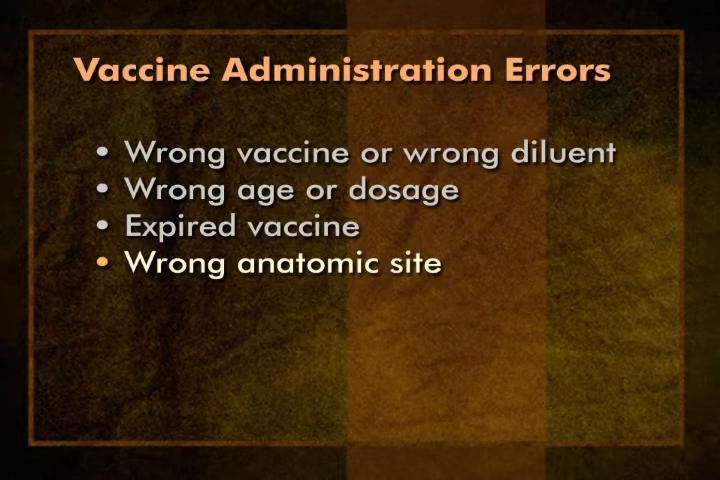 Vaccine Administration Errors
• Wrong vaccine or wrong diluent
• Wrong age or dosage
• Expired vaccine
• Wrong anatomic site